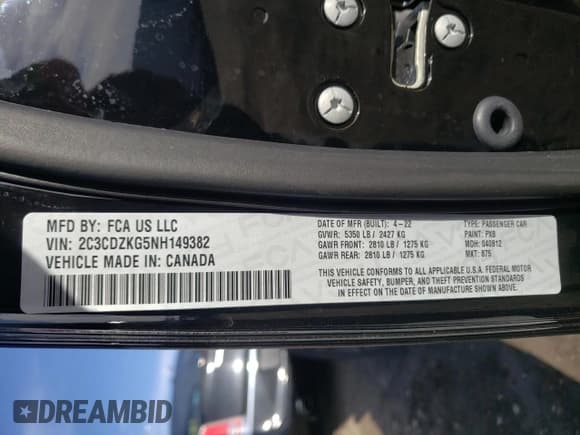 MFD BY: FCA US LLC
VIN: 2C3CDZKG5NH149382
VEHICLE MADE IN: CANADA
DATE OF MFR (BUILT): 4-22
GVWR: 5350 LB / 2427 KG
GAWR FRONT: 2810 LB / 1275 KG
GAWR REAR: 2810 LB / 1275 KG
TYPE: PASSENGER CAR
PAINT: PX8
MDH: 040812
MKT: 875
THIS VEHICLE CONFORMS TO ALL APPLICABLE U.S.A. FEDERAL MOTOR
VEHICLE SAFETY, BUMPER, AND THEFT PREVENTION STANDARDS
IN EFFECT ON THE DATE OF MANUFACTURE SHOWN ABOVE.
DREAMBID